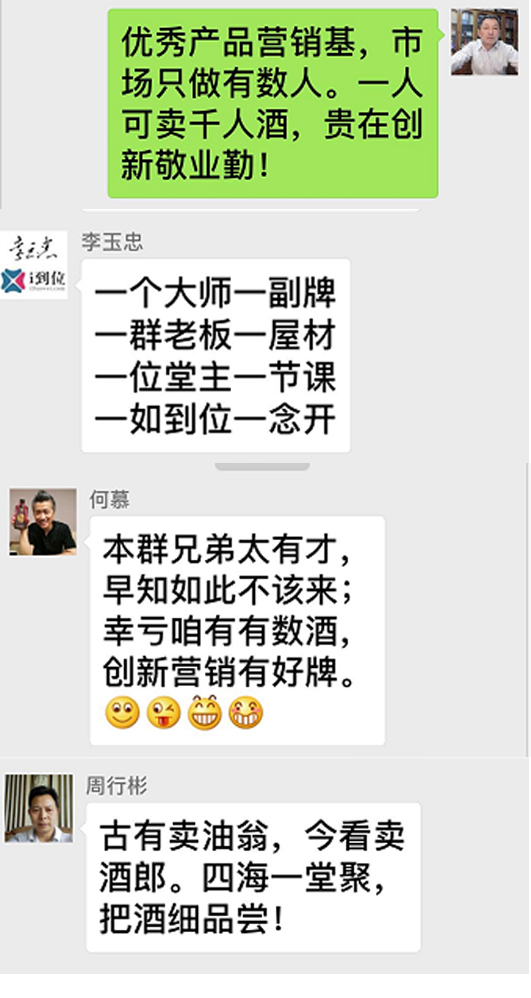 优秀产品营销基，市
场只做有数人。一人
可卖千人酒，贵在创
新敬业勤！
李玉忠
i到位
一个大师一副牌
一群老板一屋材
一位堂主一节课
一如到位一念开
何慕
本群兄弟太有才，
早知如此不该来；
幸亏咱有有数酒，
创新营销有好牌。
周行彬
古有卖油翁，今看卖
酒郎。四海一堂聚，
把酒细品尝！